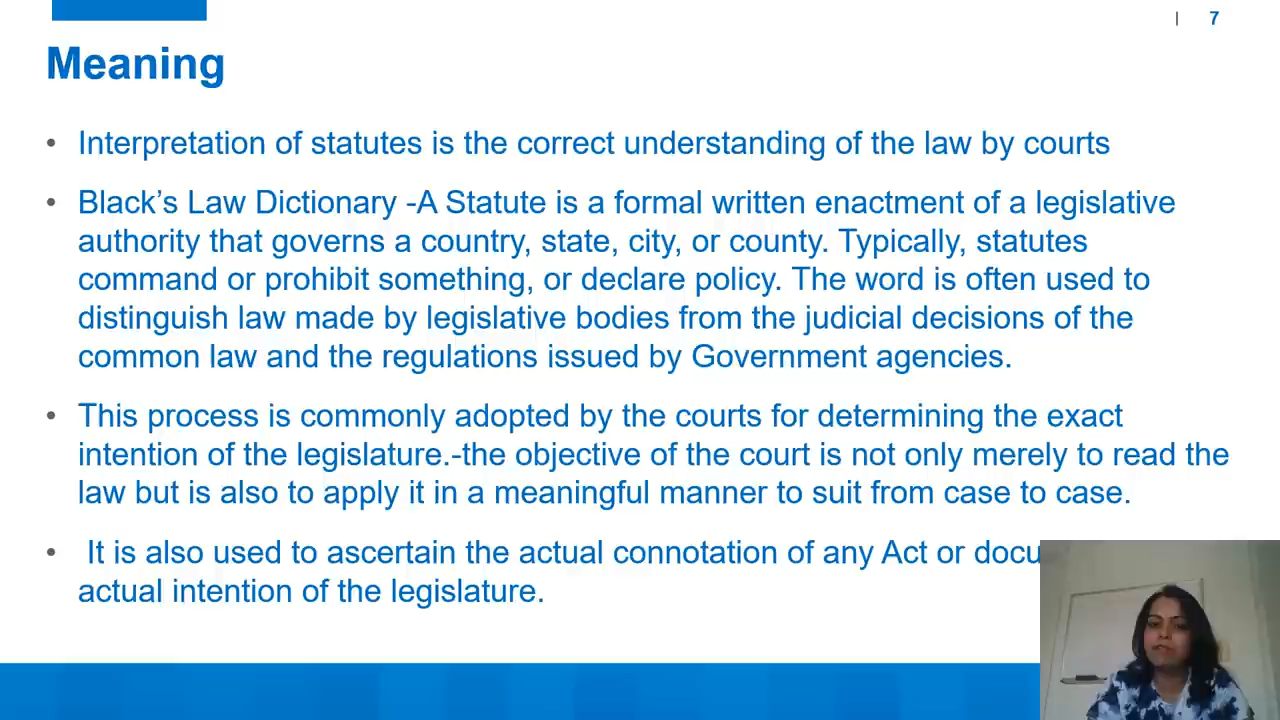 | 7
Meaning
• Interpretation of statutes is the correct understanding of the law by courts
• Black’s Law Dictionary -A Statute is a formal written enactment of a legislative
authority that governs a country, state, city, or county. Typically, statutes
command or prohibit something, or declare policy. The word is often used to
distinguish law made by legislative bodies from the judicial decisions of the
common law and the regulations issued by Government agencies.
• This process is commonly adopted by the courts for determining the exact
intention of the legislature.-the objective of the court is not only merely to read the
law but is also to apply it in a meaningful manner to suit from case to case.
• It is also used to ascertain the actual connotation of any Act or
actual intention of the legislature.